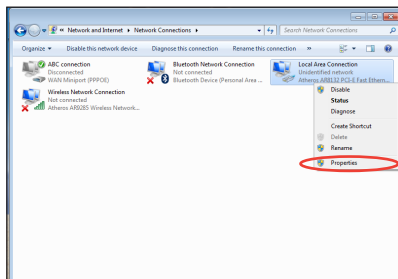 « Network and Internet ▸ Network Connections ▸
Search Network Connections
Organize ▾ Disable this network device Diagnose this connection Rename this connection »
ABC connection
Disconnected
WAN Miniport (PPPOE)
Bluetooth Network Connection
Not connected
Bluetooth Device (Personal Area ...
Local Area Connection
Unidentified network
Atheros AR8132 PCI-E Fast Ethern...
Wireless Network Connection
Not connected
Atheros AR9285 Wireless Network...
Disable
Status
Diagnose
Create Shortcut
Delete
Rename
Properties